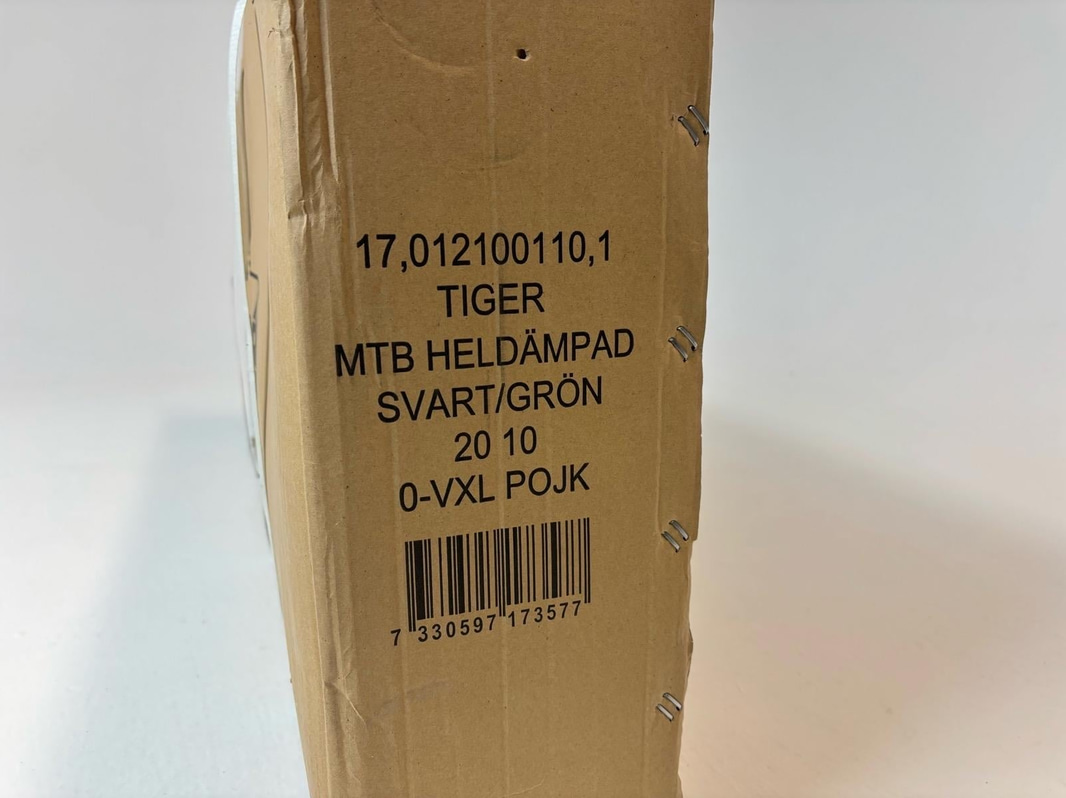 17,012100110,1
TIGER
MTB HELDÄMPAD
SVART/GRÖN
20 10
0-VXL POJK
7 330597 173577